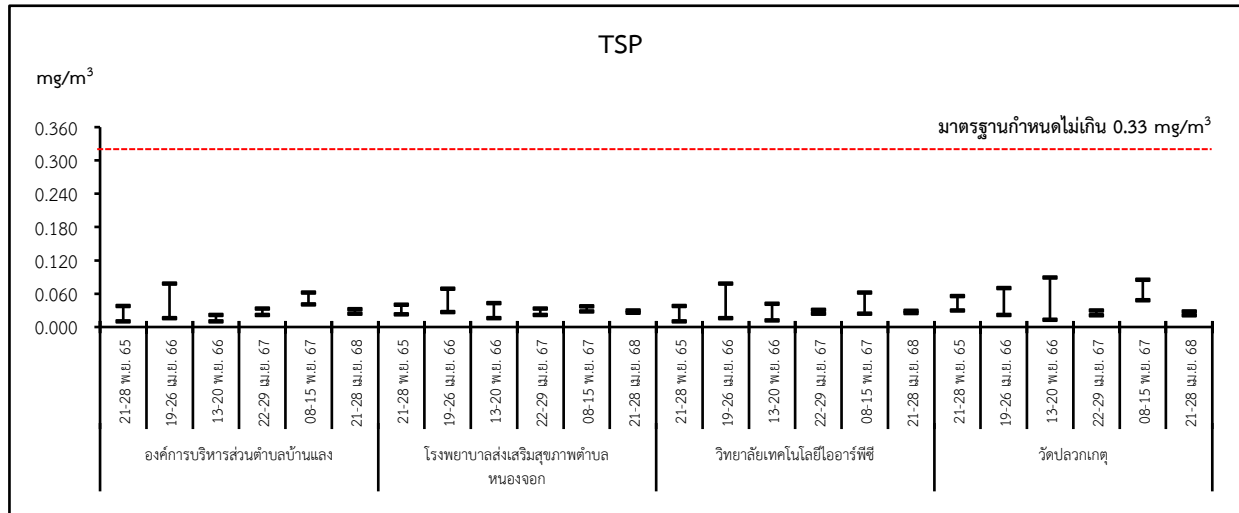 TSP
mg/m³
มาตรฐานกำหนดไม่เกิน 0.33 mg/m³
0.360
0.300
0.240
0.180
0.120
0.060
0.000
21-28 พ.ย. 65
19-26 เม.ย. 66
13-20 พ.ย. 66
22-29 เม.ย. 67
08-15 พ.ย. 67
21-28 เม.ย. 68
21-28 พ.ย. 65
19-26 เม.ย. 66
13-20 พ.ย. 66
22-29 เม.ย. 67
08-15 พ.ย. 67
21-28 เม.ย. 68
21-28 พ.ย. 65
19-26 เม.ย. 66
13-20 พ.ย. 66
22-29 เม.ย. 67
08-15 พ.ย. 67
21-28 เม.ย. 68
21-28 พ.ย. 65
19-26 เม.ย. 66
13-20 พ.ย. 66
22-29 เม.ย. 67
08-15 พ.ย. 67
21-28 เม.ย. 68
องค์การบริหารส่วนตำบลบ้านแลง
โรงพยาบาลส่งเสริมสุขภาพตำบล
หนองจอก
วิทยาลัยเทคโนโลยีไออาร์พีซี
วัดปลวกเกตุ